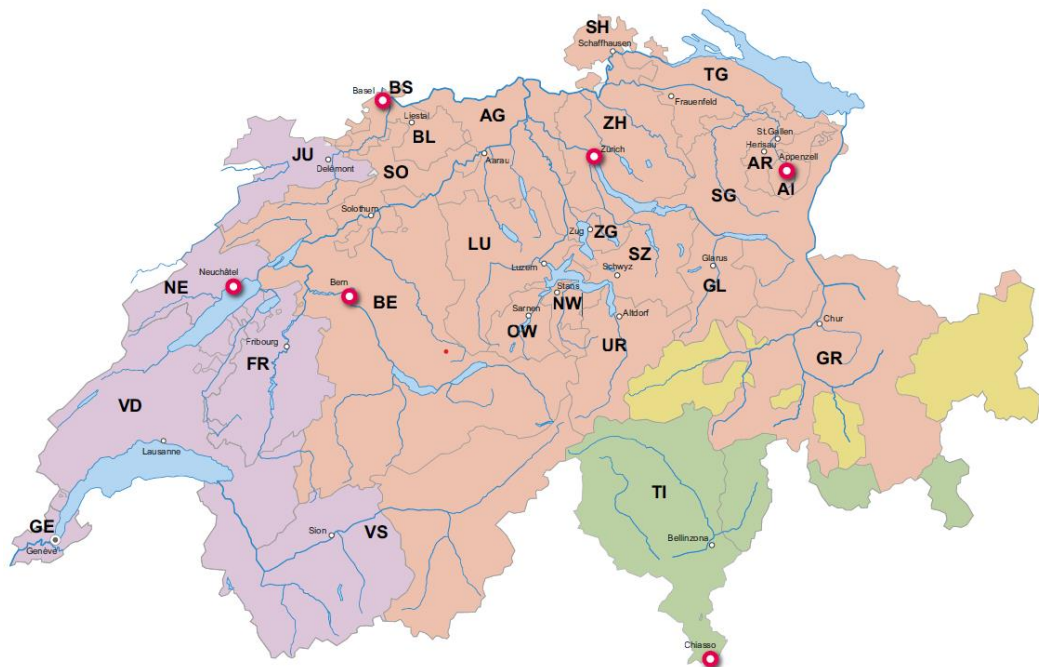 SH
Schaffhausen
TG
BS
Basel
Frauenfeld
Liestal
AG
ZH
BL
St.Gallen
Herisau
Zürich
JU
Aarau
AR
Appenzell
Delémont
SO
AI
SG
Solothurn
Zug
ZG
LU
SZ
Luzern
Schwyz
Glarus
Neuchâtel
NE
Bern
BE
Stans
GL
NW
Sarnen
Altdorf
OW
Chur
UR
Fribourg
FR
GR
VD
Lausanne
TI
GE
Sion
VS
Genève
Bellinzona
Chiasso